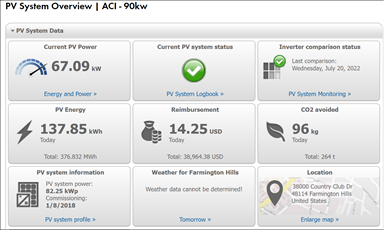 PV System Overview | ACI - 90kw
PV System Data
Current PV Power
67.09 kW
Energy and Power >
Current PV system status
PV System Logbook >
Inverter comparison status
Last comparison:
Wednesday, July 20, 2022
PV System Monitoring >
PV Energy
137.85 kWh
Today
Total: 376.832 MWh
Reimbursement
14.25 USD
Today
Total: 38,964.38 USD
CO2 avoided
96 kg
Today
Total: 264 t
PV system information
PV system power:
82.25 kWp
Commissioning:
1/8/2018
PV system profile >
Weather for Farmington Hills
Weather data cannot be determined!
Tomorrow >
Location
38000 Country Club Dr
48124 Farmington Hills
United States
Enlarge map >